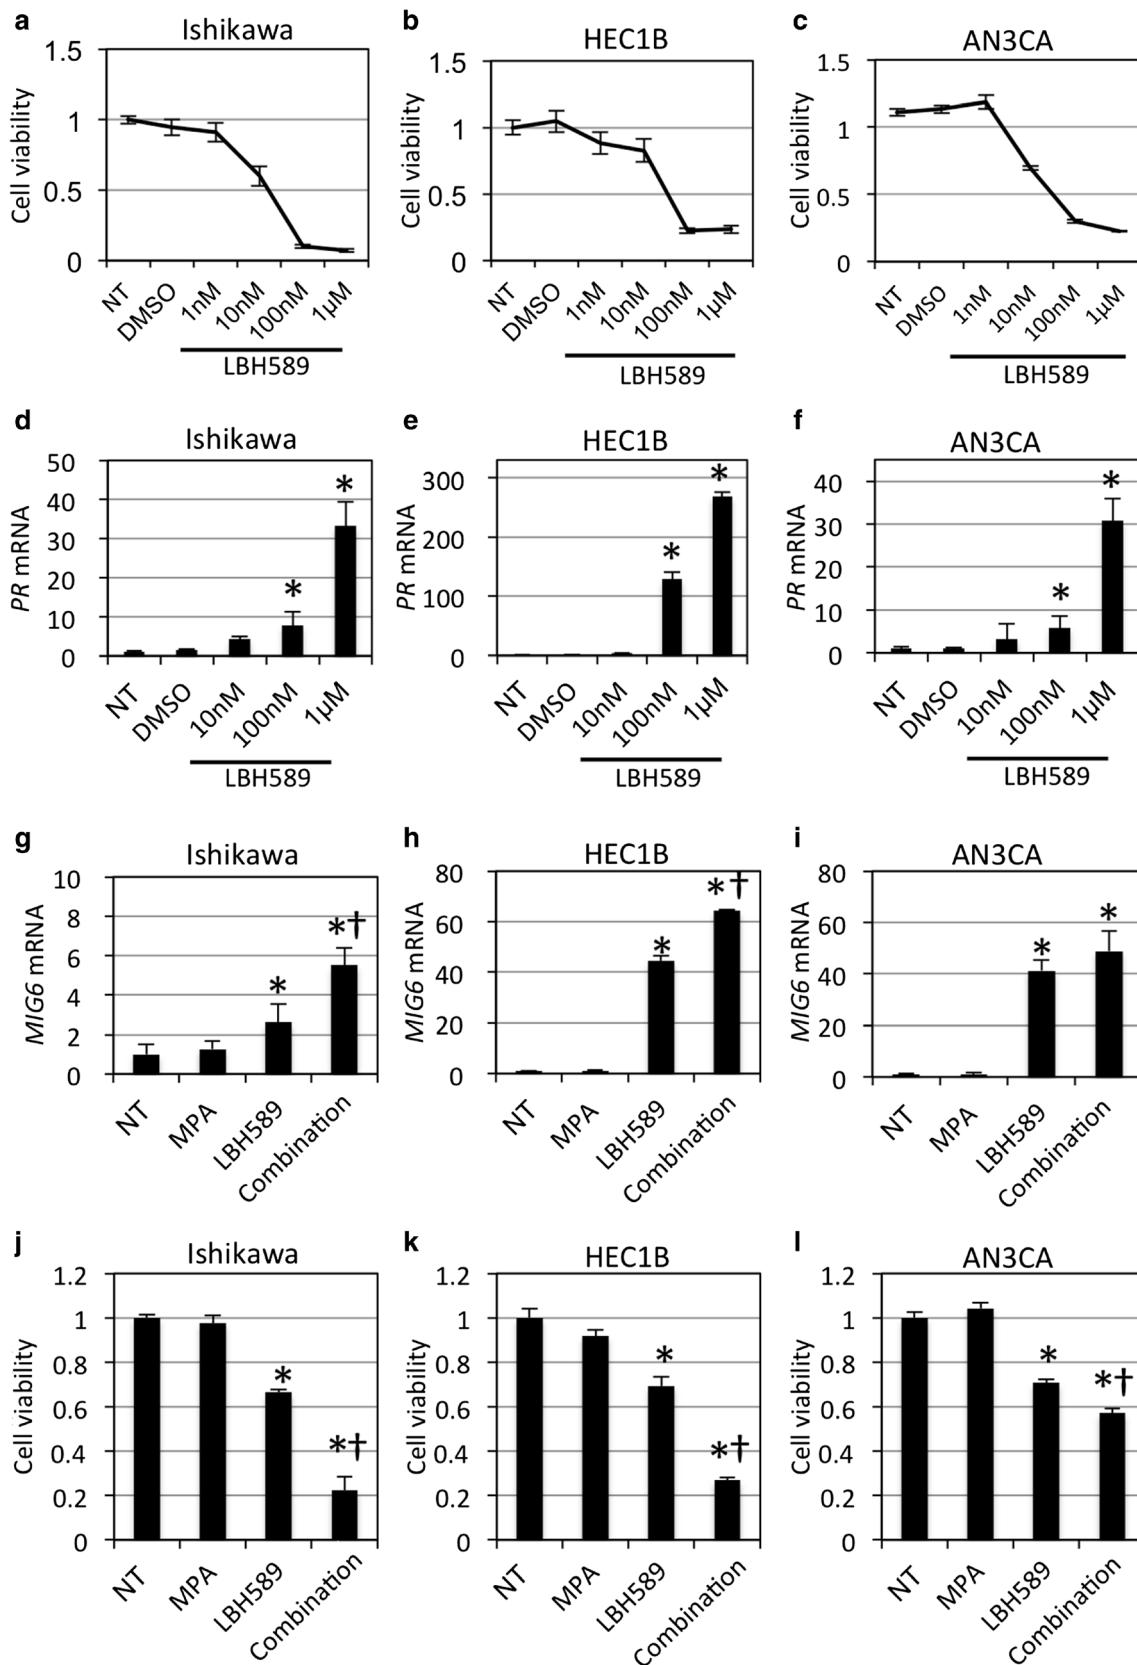 a
Ishikawa
Cell viability
1.5
1
0.5
0
NT
DMSO
1nM
10nM
100nM
1µM
LBH589
b
HEC1B
Cell viability
1.5
1
0.5
0
NT
DMSO
1nM
10nM
100nM
1µM
LBH589
c
AN3CA
Cell viability
1.5
1
0.5
0
NT
DMSO
1nM
10nM
100nM
1µM
LBH589
d
Ishikawa
PR mRNA
50
40
30
20
10
0
*
*
NT
DMSO
10nM
100nM
1µM
LBH589
e
HEC1B
PR mRNA
300
200
100
0
*
*
NT
DMSO
10nM
100nM
1µM
LBH589
f
AN3CA
PR mRNA
40
30
20
10
0
*
*
NT
DMSO
10nM
100nM
1µM
LBH589
g
Ishikawa
MIG6 mRNA
10
8
6
4
2
0
*
*†
NT
MPA
LBH589
Combination
h
HEC1B
MIG6 mRNA
80
60
40
20
0
*
*†
NT
MPA
LBH589
Combination
i
AN3CA
MIG6 mRNA
80
60
40
20
0
*
*
NT
MPA
LBH589
Combination
j
Ishikawa
Cell viability
1.2
1
0.8
0.6
0.4
0.2
0
*
*†
NT
MPA
LBH589
Combination
k
HEC1B
Cell viability
1.2
1
0.8
0.6
0.4
0.2
0
*
*†
NT
MPA
LBH589
Combination
l
AN3CA
Cell viability
1.2
1
0.8
0.6
0.4
0.2
0
*
*†
NT
MPA
LBH589
Combination